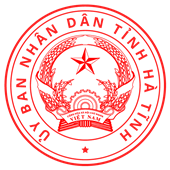 ỦY BAN NHÂN DÂN TỈNH HÀ TĨNH
VIỆT NAM